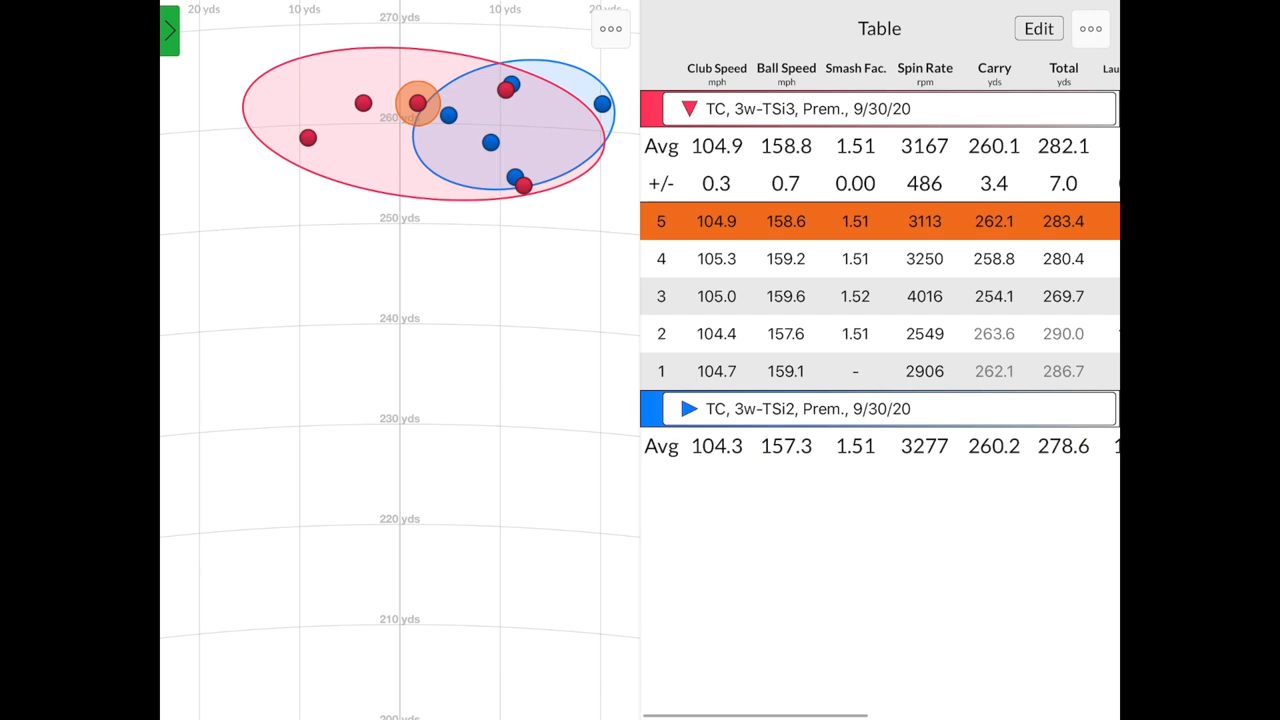 20 yds 10 yds 10 yds 20 yds
270 yds
260 yds
250 yds
240 yds
230 yds
220 yds
210 yds
200 yds
Table Edit
Club Speed Ball Speed Smash Fac. Spin Rate Carry Total Lau
mph mph rpm yds yds
TC, 3w-TSi3, Prem., 9/30/20
Avg 104.9 158.8 1.51 3167 260.1 282.1
+/- 0.3 0.7 0.00 486 3.4 7.0
5 104.9 158.6 1.51 3113 262.1 283.4
4 105.3 159.2 1.51 3250 258.8 280.4
3 105.0 159.6 1.52 4016 254.1 269.7
2 104.4 157.6 1.51 2549 263.6 290.0
1 104.7 159.1 - 2906 262.1 286.7
TC, 3w-TSi2, Prem., 9/30/20
Avg 104.3 157.3 1.51 3277 260.2 278.6